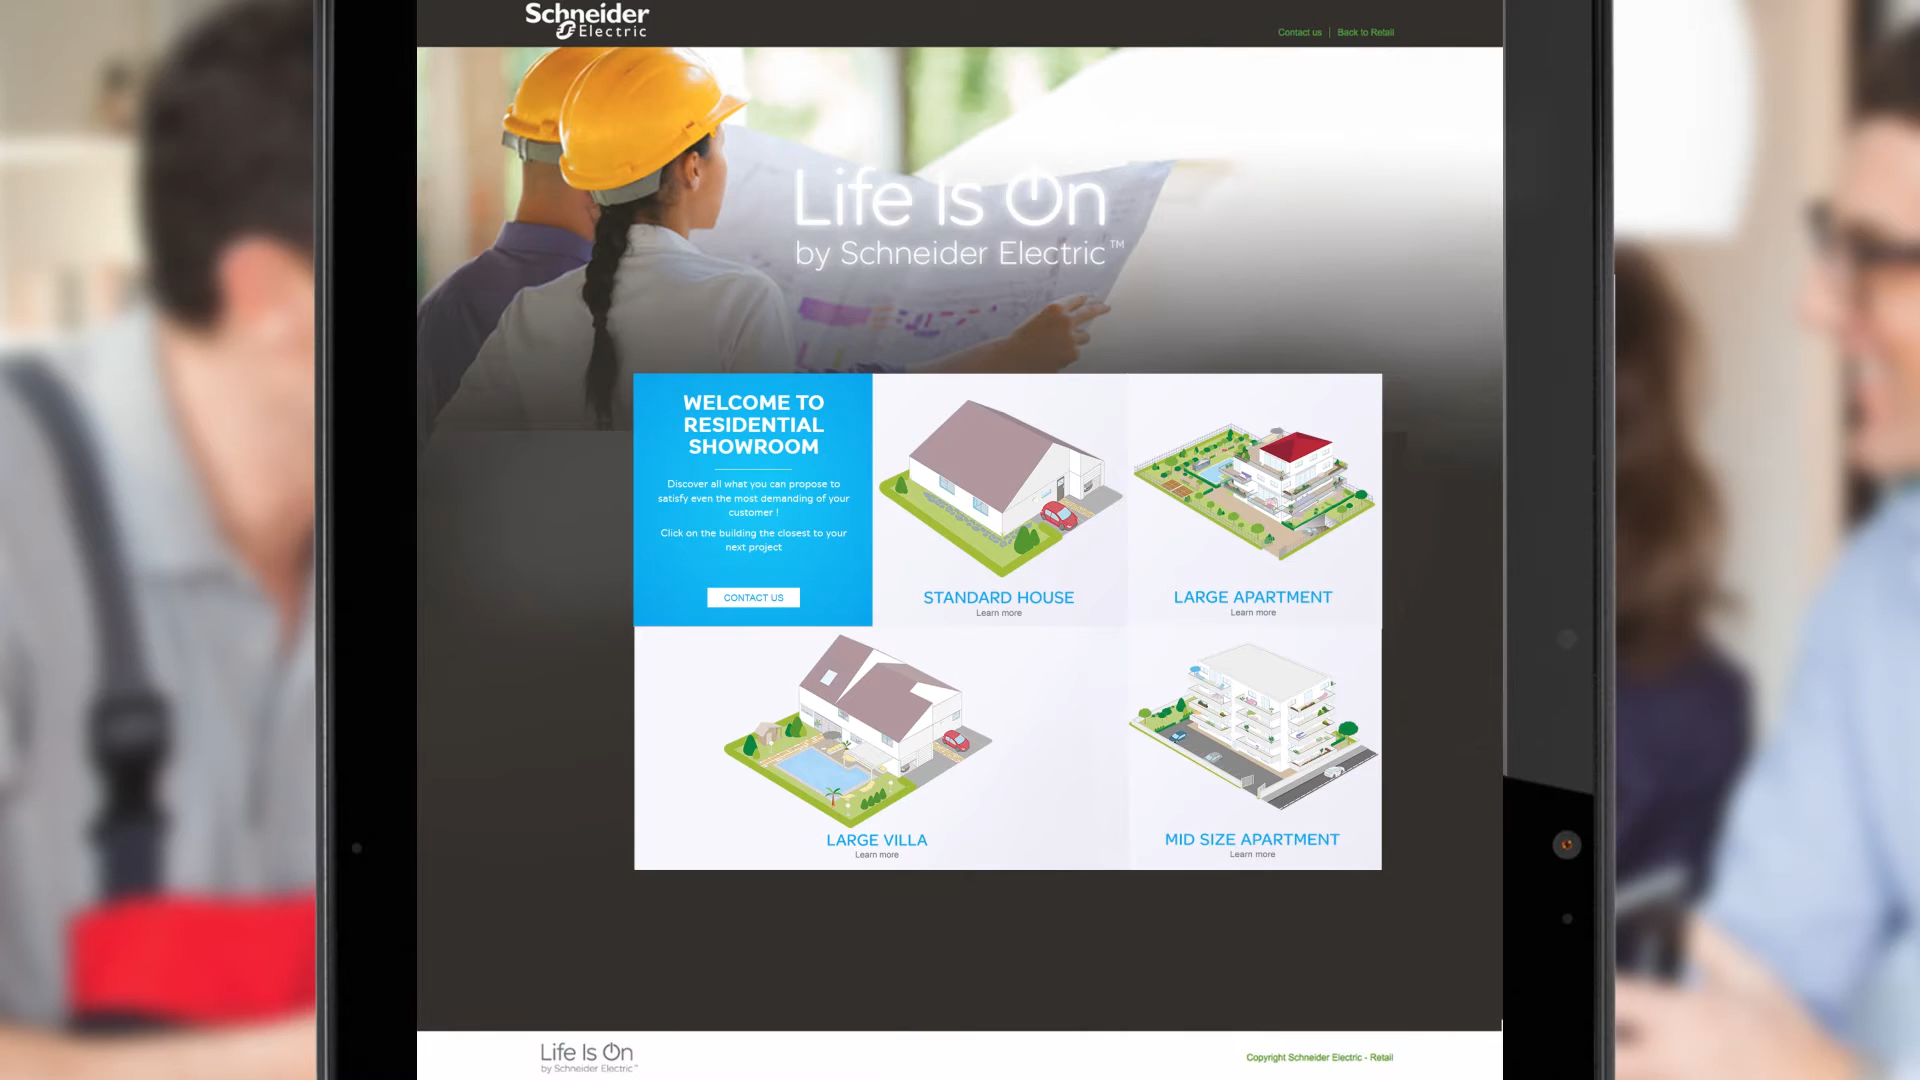 Schneider
Electric
Contact us | Back to Retail
Life Is On
by Schneider Electric™
WELCOME TO
RESIDENTIAL
SHOWROOM
Discover all what you can propose to
satisfy even the most demanding of your
customer !
Click on the building the closest to your
next project
CONTACT US
STANDARD HOUSE
Learn more
LARGE APARTMENT
Learn more
LARGE VILLA
Learn more
MID SIZE APARTMENT
Learn more
Life Is On
by Schneider Electric™
Copyright Schneider Electric - Retail